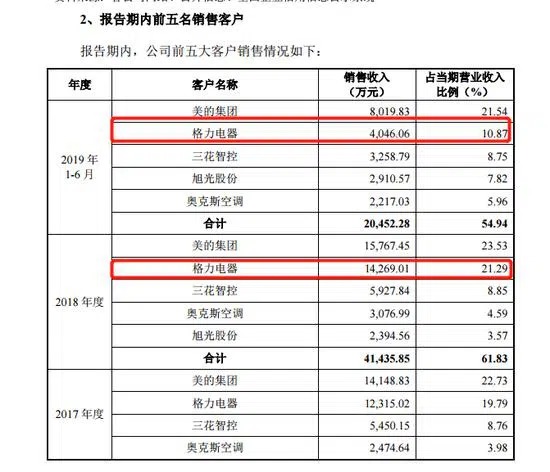 2、报告期内前五名销售客户
报告期内，公司前五大客户销售情况如下：
年度 客户名称 销售收入（万元） 占当期营业收入比例（%）
2019 年 1-6 月 美的集团 8,019.83 21.54
格力电器 4,046.06 10.87
三花智控 3,258.79 8.75
旭光股份 2,910.57 7.82
奥克斯空调 2,217.03 5.96
合计 20,452.28 54.94
2018 年度 美的集团 15,767.45 23.53
格力电器 14,269.01 21.29
三花智控 5,927.84 8.85
奥克斯空调 3,076.99 4.59
旭光股份 2,394.56 3.57
合计 41,435.85 61.83
2017 年度 美的集团 14,148.83 22.73
格力电器 12,315.02 19.79
三花智控 5,450.15 8.76
奥克斯空调 2,474.64 3.98